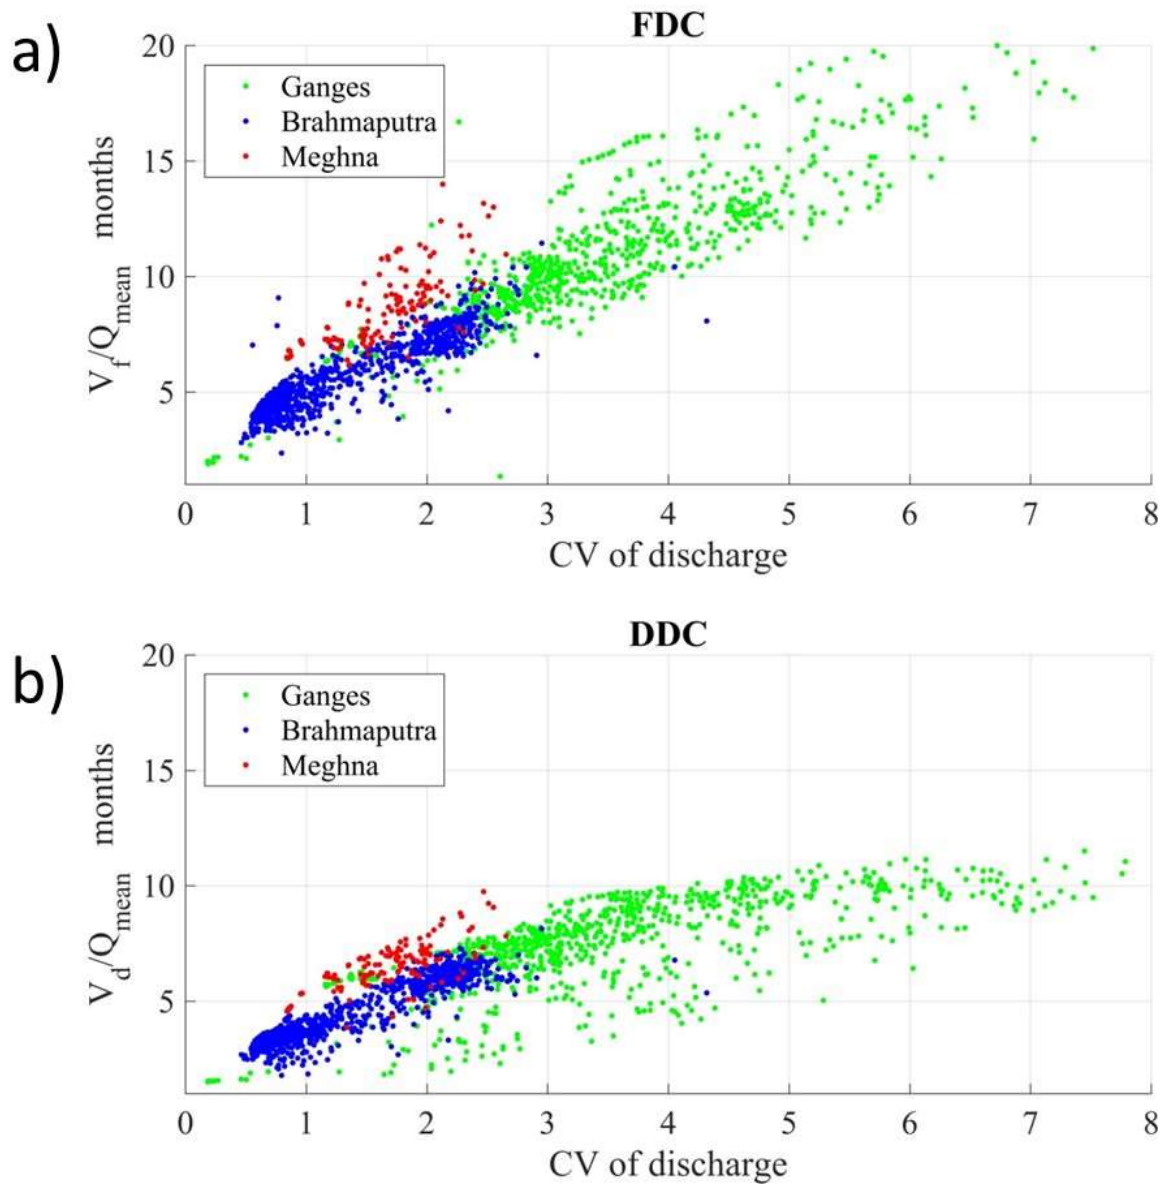 a)
FDC
20
15
10
5
V_f/Q_mean months
Ganges
Brahmaputra
Meghna
0 1 2 3 4 5 6 7 8
CV of discharge
b)
DDC
20
15
10
5
V_d/Q_mean months
Ganges
Brahmaputra
Meghna
0 1 2 3 4 5 6 7 8
CV of discharge